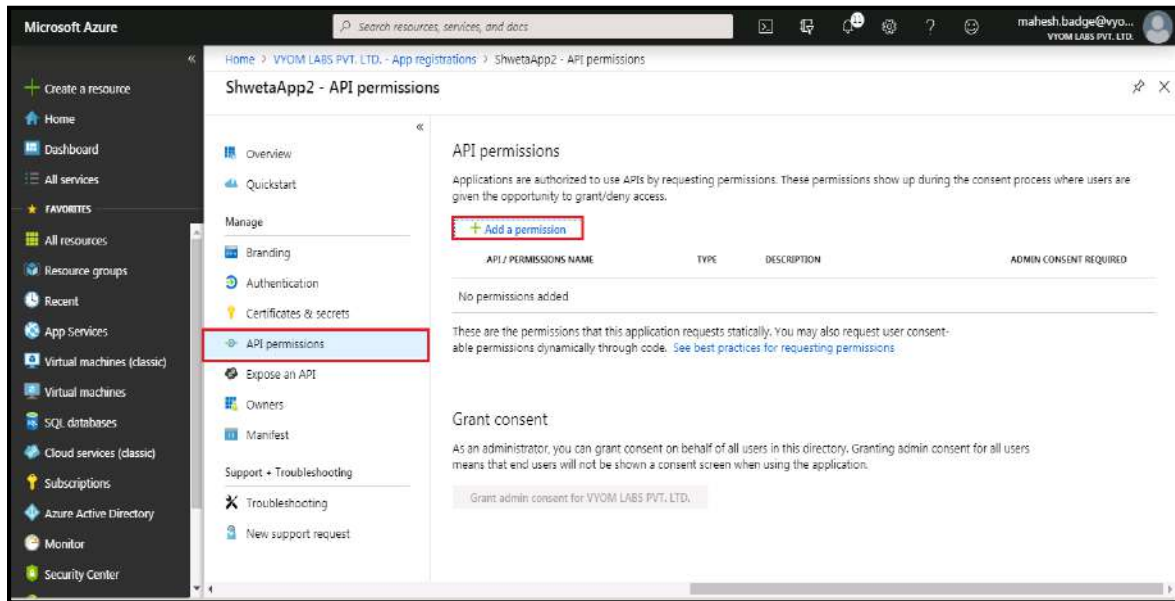 Microsoft Azure
Search resources, services, and docs
mahesh.badge@vyo...
VYOM LABS PVT. LTD.
Create a resource
Home
Dashboard
All services
FAVORITES
All resources
Resource groups
Recent
App Services
Virtual machines (classic)
Virtual machines
SQL databases
Cloud services (classic)
Subscriptions
Azure Active Directory
Monitor
Security Center
Home > VYOM LABS PVT. LTD. - App registrations > ShwetaApp2 - API permissions
ShwetaApp2 - API permissions
Overview
Quickstart
Manage
Branding
Authentication
Certificates & secrets
API permissions
Expose an API
Owners
Manifest
Support + Troubleshooting
Troubleshooting
New support request
API permissions
Applications are authorized to use APIs by requesting permissions. These permissions show up during the consent process where users are
given the opportunity to grant/deny access.
+ Add a permission
API / PERMISSIONS NAME TYPE DESCRIPTION ADMIN CONSENT REQUIRED
No permissions added
These are the permissions that this application requests statically. You may also request user consent-
able permissions dynamically through code. See best practices for requesting permissions
Grant consent
As an administrator, you can grant consent on behalf of all users in this directory. Granting admin consent for all users
means that end users will not be shown a consent screen when using the application.
Grant admin consent for VYOM LABS PVT. LTD.